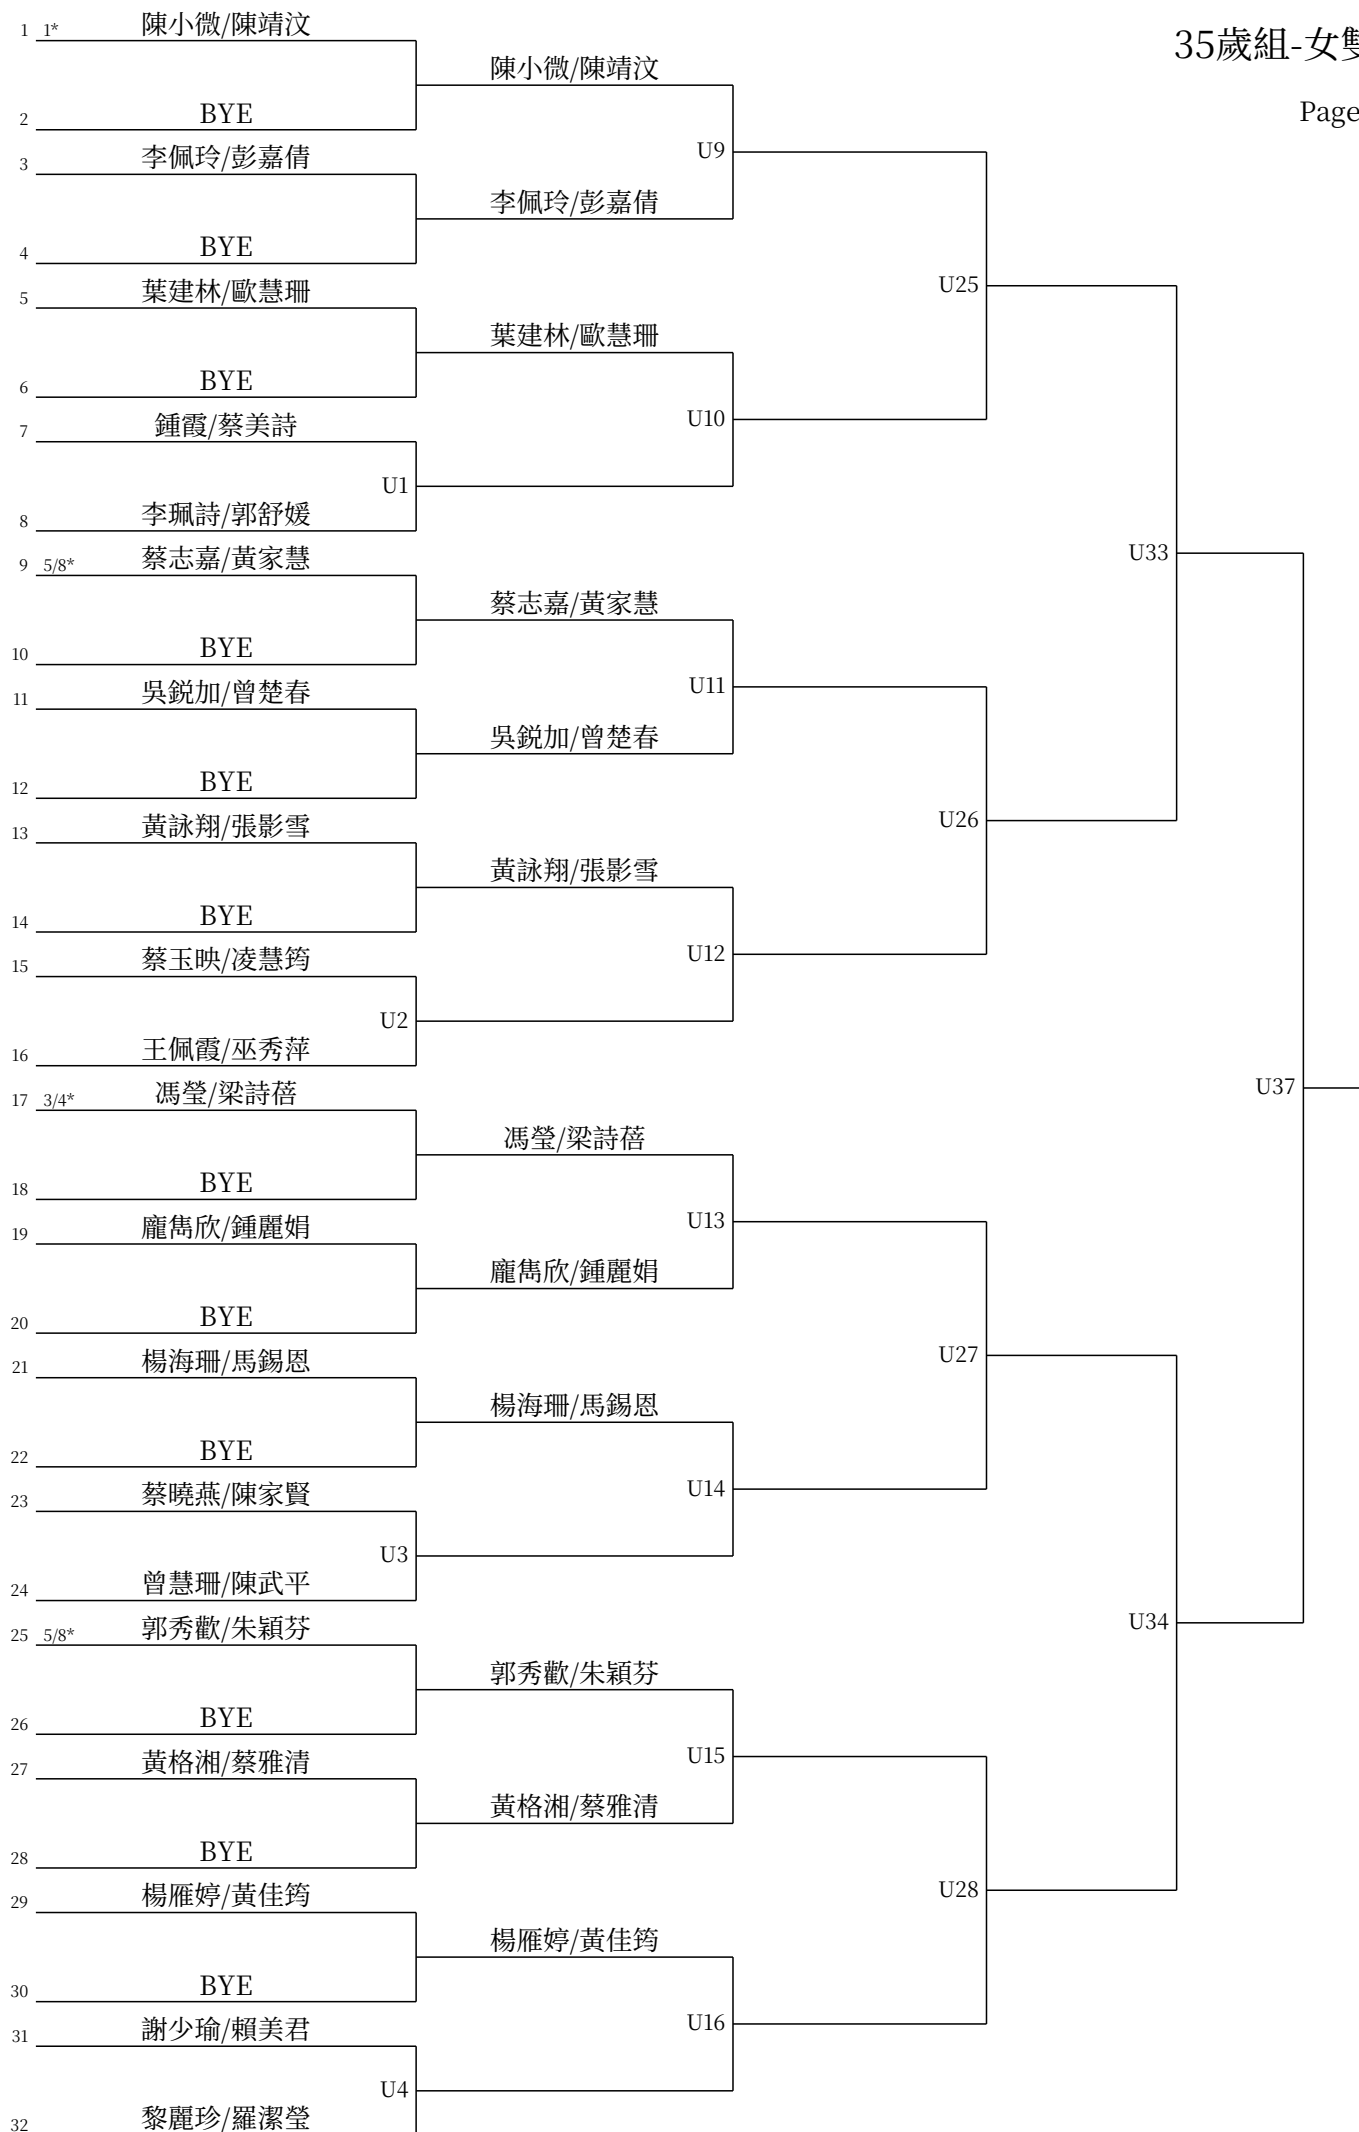 35歲組-女雙
Page
1 1* 陳小微/陳靖汶
陳小微/陳靖汶
2 BYE
U9
3 李佩玲/彭嘉倩
李佩玲/彭嘉倩
4 BYE
U25
5 葉建林/歐慧珊
葉建林/歐慧珊
6 BYE
U10
7 鍾霞/蔡美詩
U1
8 李珮詩/郭舒媛
U33
9 5/8* 蔡志嘉/黃家慧
蔡志嘉/黃家慧
10 BYE
U11
11 吳鋭加/曾楚春
吳鋭加/曾楚春
12 BYE
U26
13 黃詠翔/張影雪
黃詠翔/張影雪
14 BYE
U12
15 蔡玉映/凌慧筠
U2
16 王佩霞/巫秀萍
U37
17 3/4* 馮瑩/梁詩蓓
馮瑩/梁詩蓓
18 BYE
U13
19 龐雋欣/鍾麗娟
龐雋欣/鍾麗娟
20 BYE
U27
21 楊海珊/馬錫恩
楊海珊/馬錫恩
22 BYE
U14
23 蔡曉燕/陳家賢
U3
24 曾慧珊/陳武平
U34
25 5/8* 郭秀歡/朱穎芬
郭秀歡/朱穎芬
26 BYE
U15
27 黃格湘/蔡雅清
黃格湘/蔡雅清
28 BYE
U28
29 楊雁婷/黃佳筠
楊雁婷/黃佳筠
30 BYE
U16
31 謝少瑜/賴美君
U4
32 黎麗珍/羅潔瑩